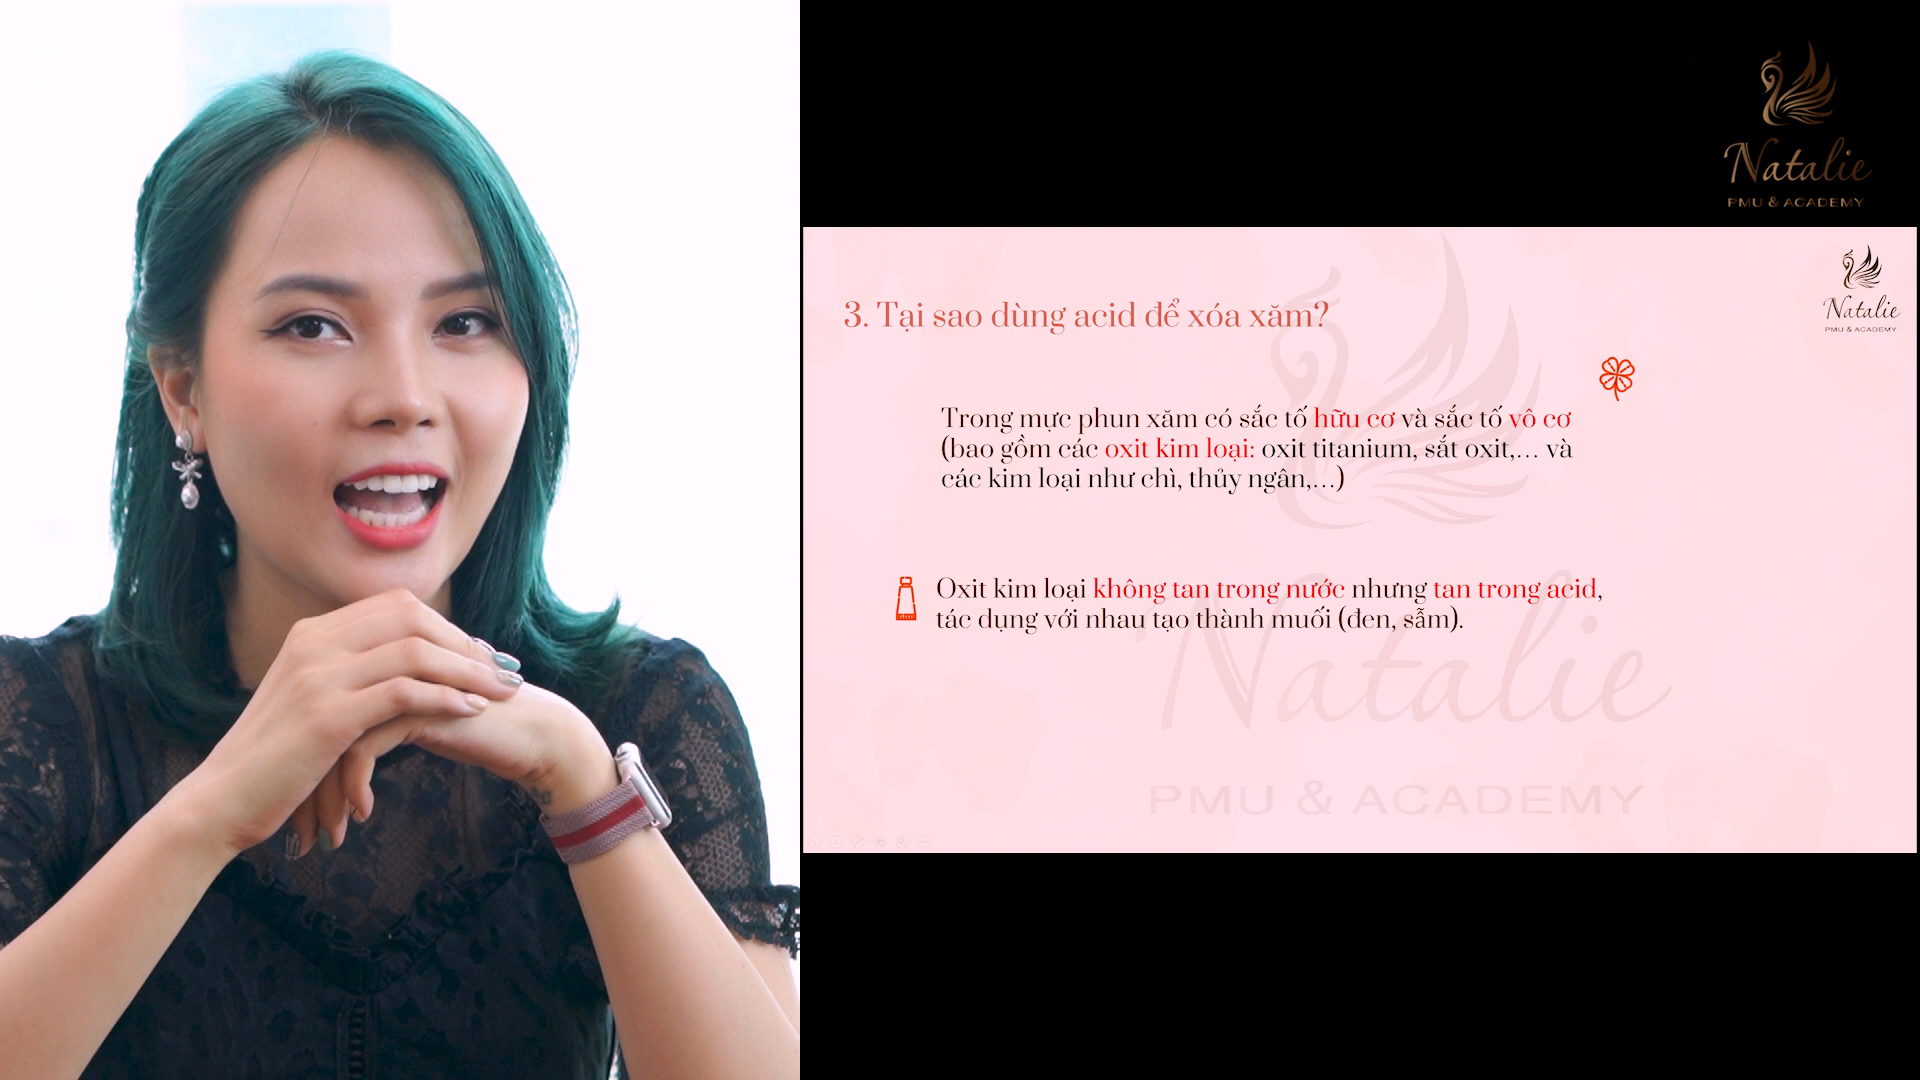 Natalie
PMU & ACADEMY
Natalie
PMU & ACADEMY
3. Tại sao dùng acid để xóa xăm?
Trong mực phun xăm có sắc tố hữu cơ và sắc tố vô cơ
(bao gồm các oxit kim loại: oxit titanium, sắt oxit,... và
các kim loại như chì, thủy ngân,...)
Oxit kim loại không tan trong nước nhưng tan trong acid,
tác dụng với nhau tạo thành muối (đen, sẫm).
Natalie
PMU & ACADEMY